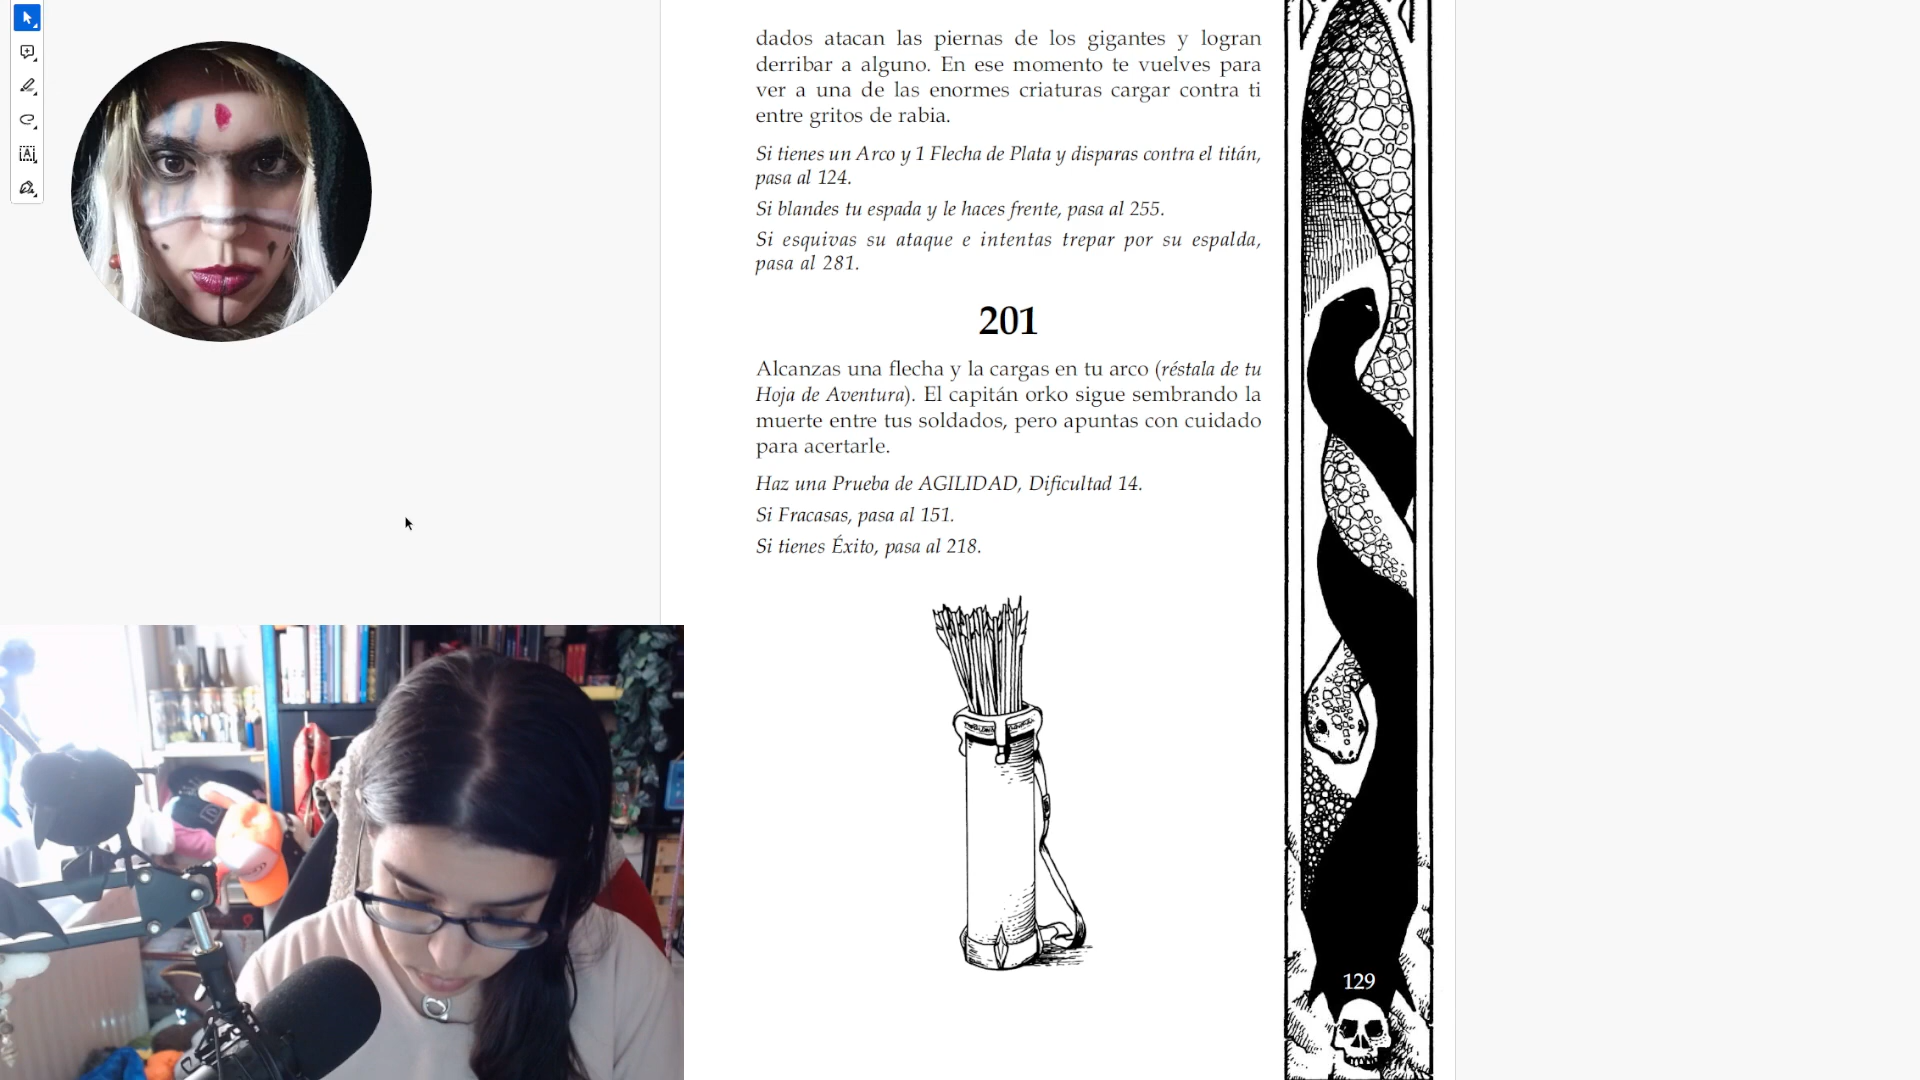 dados atacan las piernas de los gigantes y logran
derribar a alguno. En ese momento te vuelves para
ver a una de las enormes criaturas cargar contra ti
entre gritos de rabia.
Si tienes un Arco y 1 Flecha de Plata y disparas contra el titán,
pasa al 124.
Si blandes tu espada y le haces frente, pasa al 255.
Si esquivas su ataque e intentas trepar por su espalda,
pasa al 281.
201
Alcanzas una flecha y la cargas en tu arco (réstala de tu
Hoja de Aventura). El capitán orko sigue sembrando la
muerte entre tus soldados, pero apuntas con cuidado
para acertarle.
Haz una Prueba de AGILIDAD, Dificultad 14.
Si Fracasas, pasa al 151.
Si tienes Éxito, pasa al 218.
129